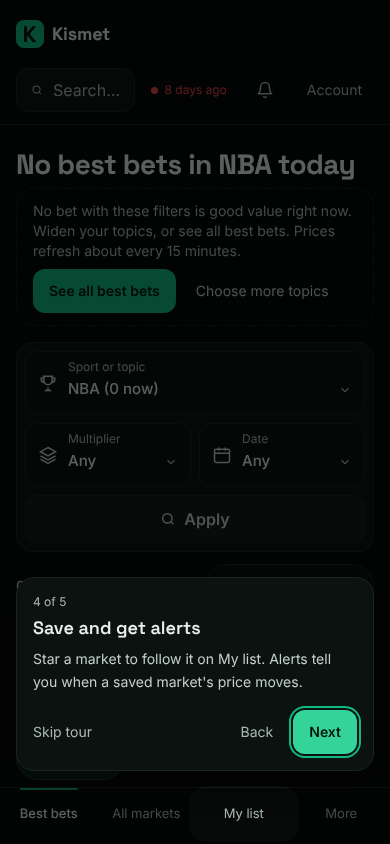 Kismet
Search...
8 days ago
Account
No best bets in NBA today
No bet with these filters is good value right now.
Widen your topics, or see all best bets. Prices
refresh about every 15 minutes.
See all best bets
Choose more topics
Sport or topic
NBA (0 now)
Multiplier
Any
Date
Any
Apply
4 of 5
Save and get alerts
Star a market to follow it on My list. Alerts tell
you when a saved market's price moves.
Skip tour
Back
Next
Best bets
All markets
My list
More